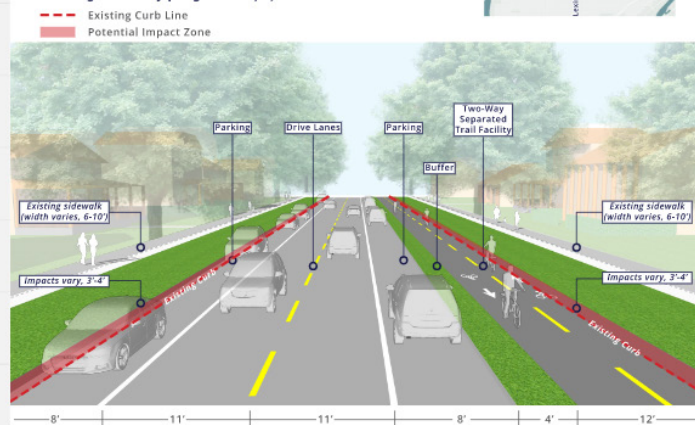 Existing Curb Line
Potential Impact Zone
Parking
Drive Lanes
Parking
Two-Way
Separated
Trail Facility
Buffer
Existing sidewalk
(width varies, 6-10')
Existing sidewalk
(width varies, 6-10')
Impacts vary, 3'-4'
Impacts vary, 3'-4'
Existing Curb
Existing Curb
8'
11'
11'
8'
4'
12'